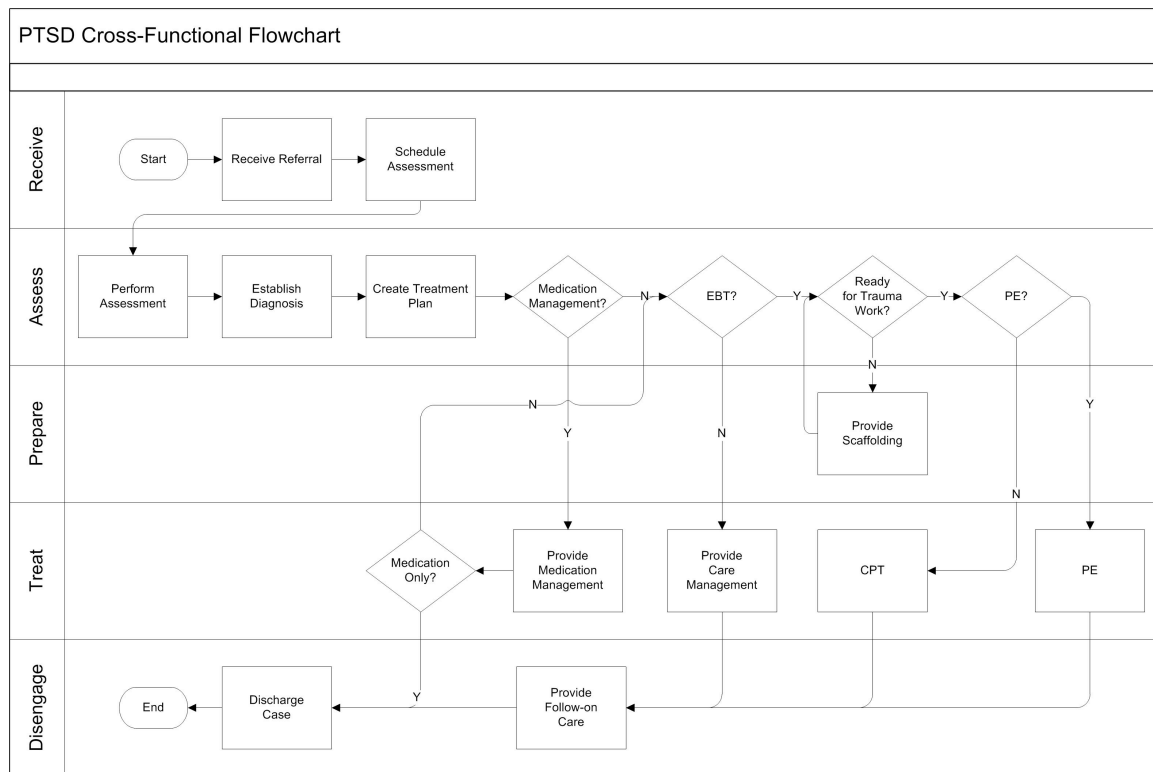 PTSD Cross-Functional Flowchart
Receive
Start
Receive Referral
Schedule
Assessment
Assess
Perform
Assessment
Establish
Diagnosis
Create Treatment
Plan
Medication
Management?
N
EBT?
Y
Ready
for Trauma
Work?
Y
PE?
N
Prepare
N
Y
N
Provide
Scaffolding
Y
N
Treat
Medication
Only?
Provide
Medication
Management
Provide
Care
Management
CPT
PE
Disengage
End
Discharge
Case
Y
Provide
Follow-on
Care